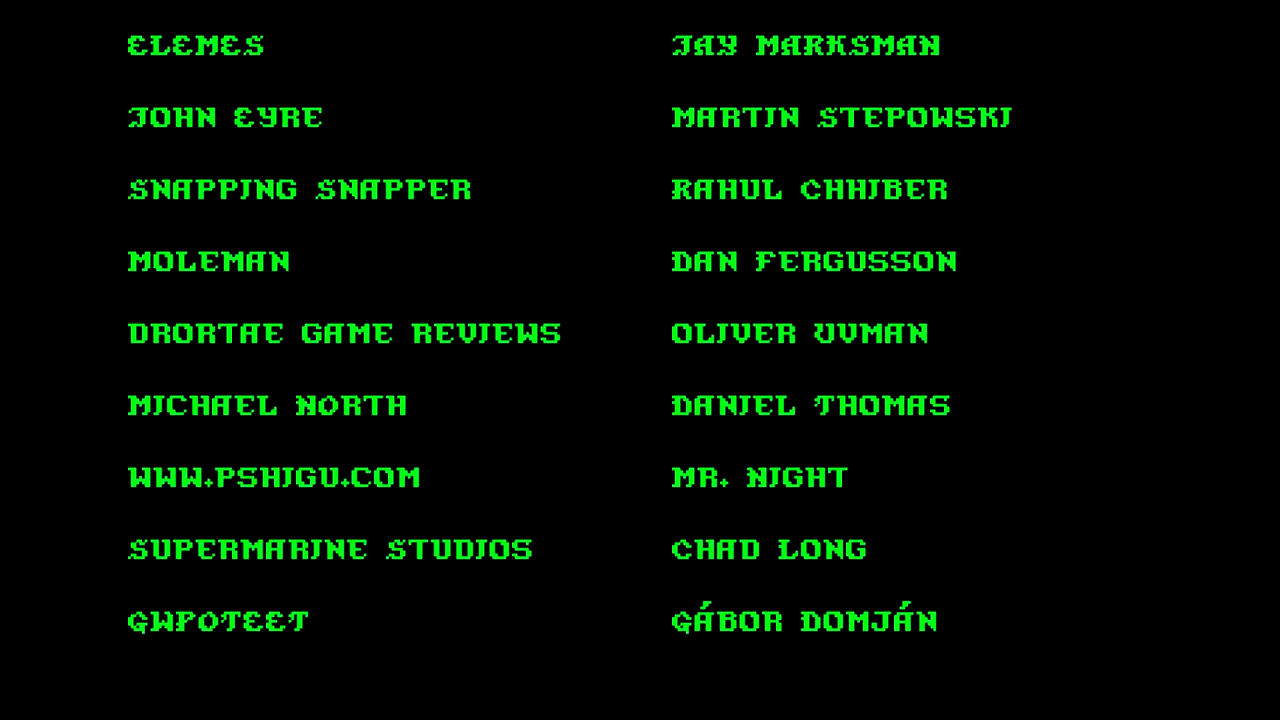 ELEMES
JOHN EYRE
SNAPPING SNAPPER
MOLEMAN
DRORTAE GAME REVIEWS
MICHAEL NORTH
WWW.PSHIGU.COM
SUPERMARINE STUDIOS
GWPOTEET
JAY MARKSMAN
MARTIN STEPOWSKI
RAHUL CHHIBER
DAN FERGUSSON
OLIVER UVMAN
DANIEL THOMAS
MR. NIGHT
CHAD LONG
GÁBOR DOMJÁN